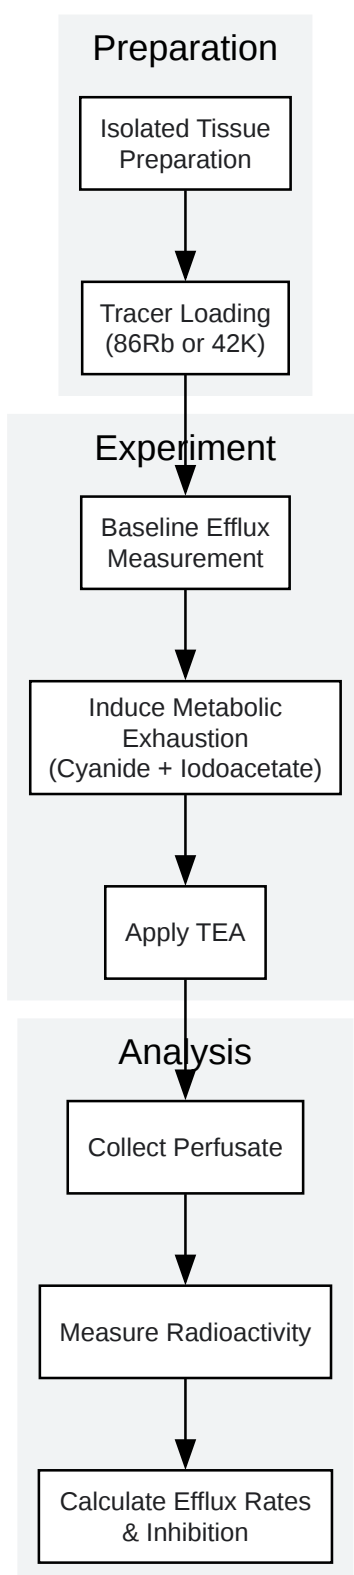 Preparation
Isolated Tissue
Preparation
Tracer Loading
(86Rb or 42K)
Experiment
Baseline Efflux
Measurement
Induce Metabolic
Exhaustion
(Cyanide + Iodoacetate)
Apply TEA
Analysis
Collect Perfusate
Measure Radioactivity
Calculate Efflux Rates
& Inhibition